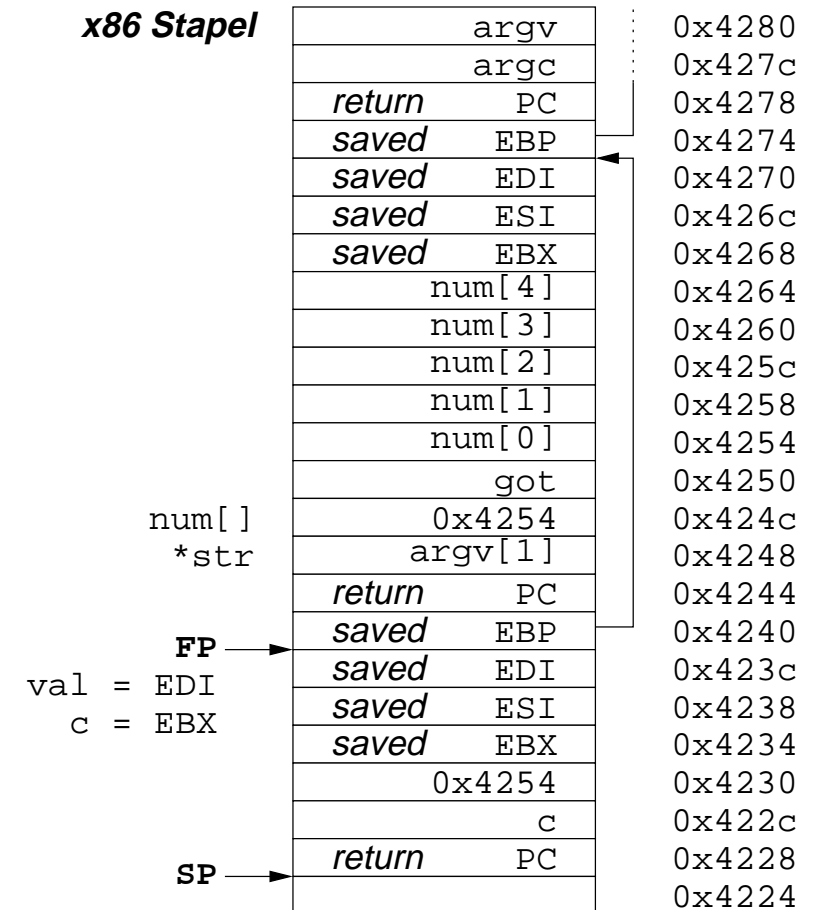 x86 Stapel argv 0x4280
argc 0x427c
return PC 0x4278
saved EBP 0x4274
saved EDI 0x4270
saved ESI 0x426c
saved EBX 0x4268
num[4] 0x4264
num[3] 0x4260
num[2] 0x425c
num[1] 0x4258
num[0] 0x4254
got 0x4250
num[] 0x4254 0x424c
*str argv[1] 0x4248
return PC 0x4244
saved EBP 0x4240
FP
saved EDI 0x423c
val = EDI
saved ESI 0x4238
c = EBX
saved EBX 0x4234
0x4254 0x4230
c 0x422c
return PC 0x4228
SP
0x4224